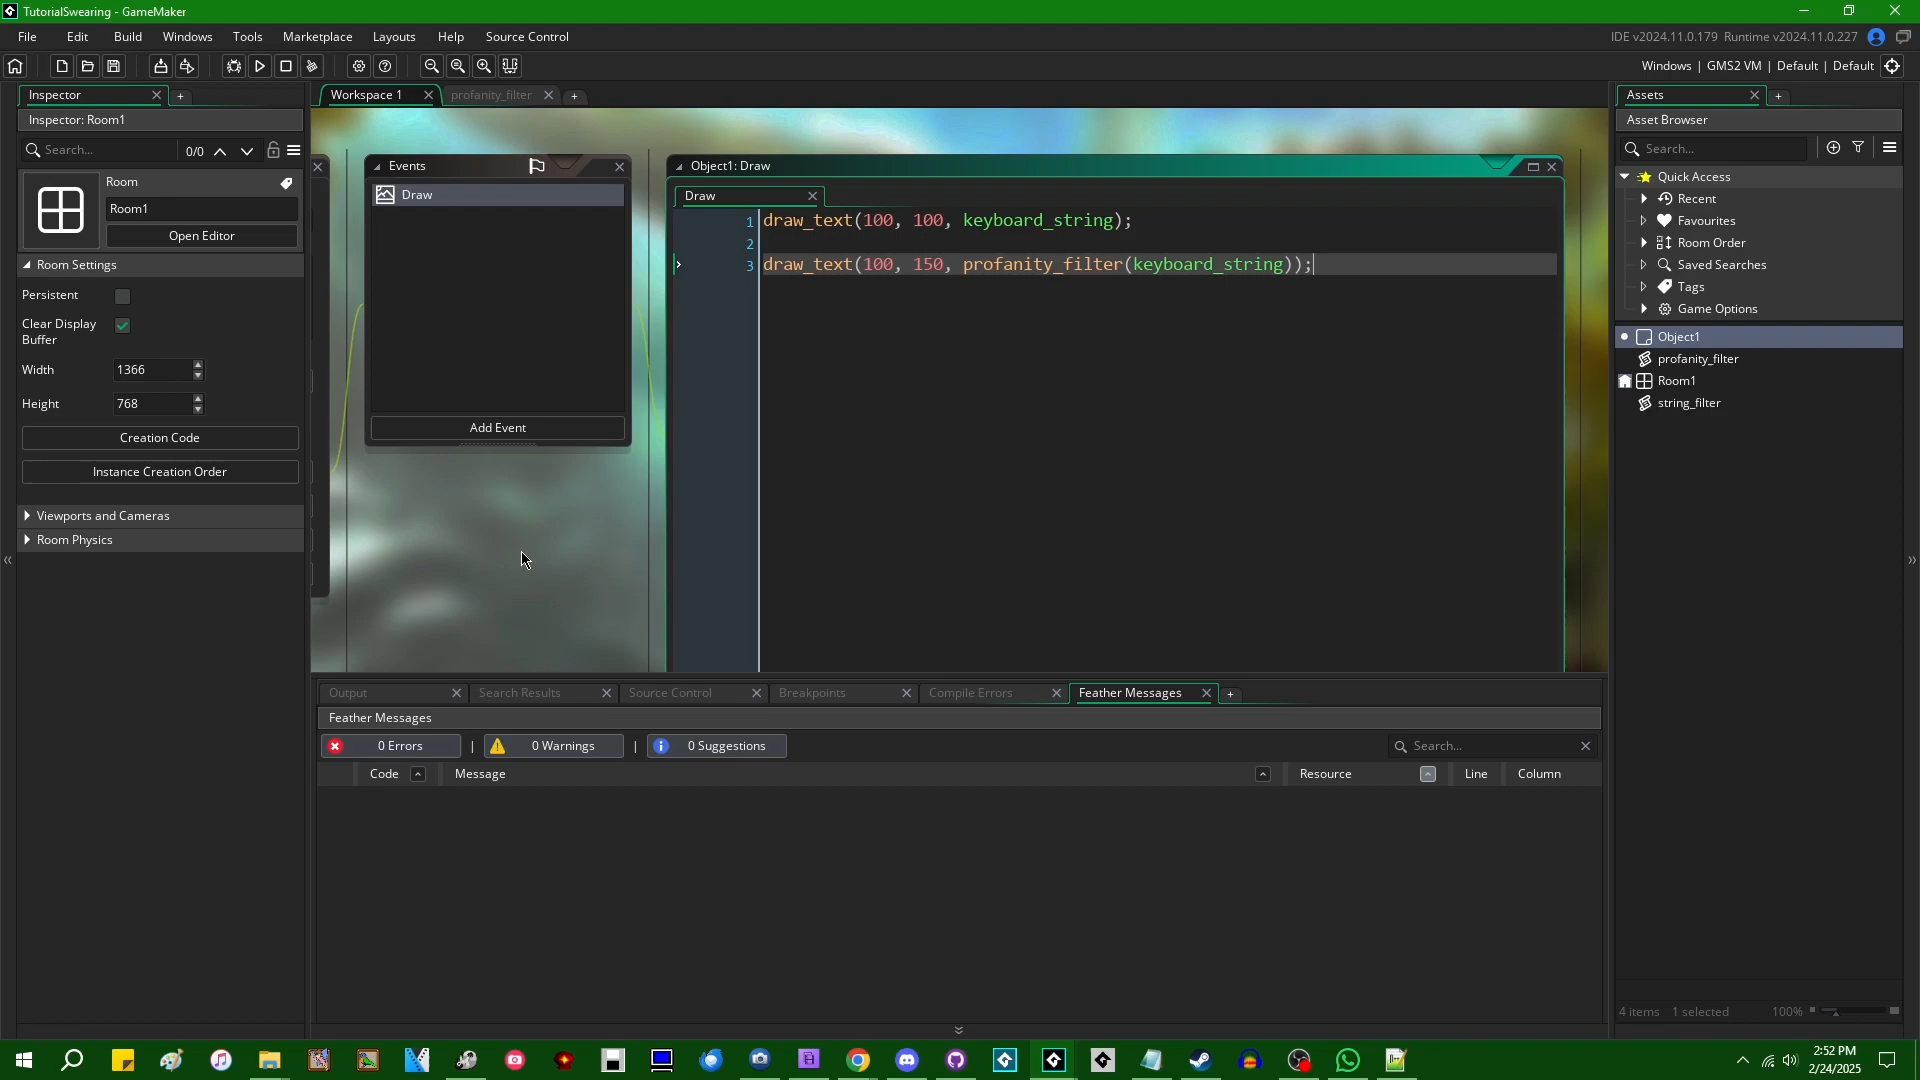 TutorialSwearing - GameMaker
File Edit Build Windows Tools Marketplace Layouts Help Source Control
IDE v2024.11.0.179 Runtime v2024.11.0.227
Windows | GMS2 VM | Default | Default
Inspector
Inspector: Room1
Search... 0/0
Room
Room1
Open Editor
Room Settings
Persistent
Clear Display
Buffer
Width 1366
Height 768
Creation Code
Instance Creation Order
Viewports and Cameras
Room Physics
Workspace 1 profanity_filter
Events
Draw
Add Event
Object1: Draw
Draw
1 draw_text(100, 100, keyboard_string);
2
3 draw_text(100, 150, profanity_filter(keyboard_string));
Output Search Results Source Control Breakpoints Compile Errors Feather Messages
Feather Messages
0 Errors | 0 Warnings | 0 Suggestions Search...
Code Message Resource Line Column
Assets
Asset Browser
Search...
Quick Access
Recent
Favourites
Room Order
Saved Searches
Tags
Game Options
Object1
profanity_filter
Room1
string_filter
4 items 1 selected 100%
2:52 PM
2/24/2025